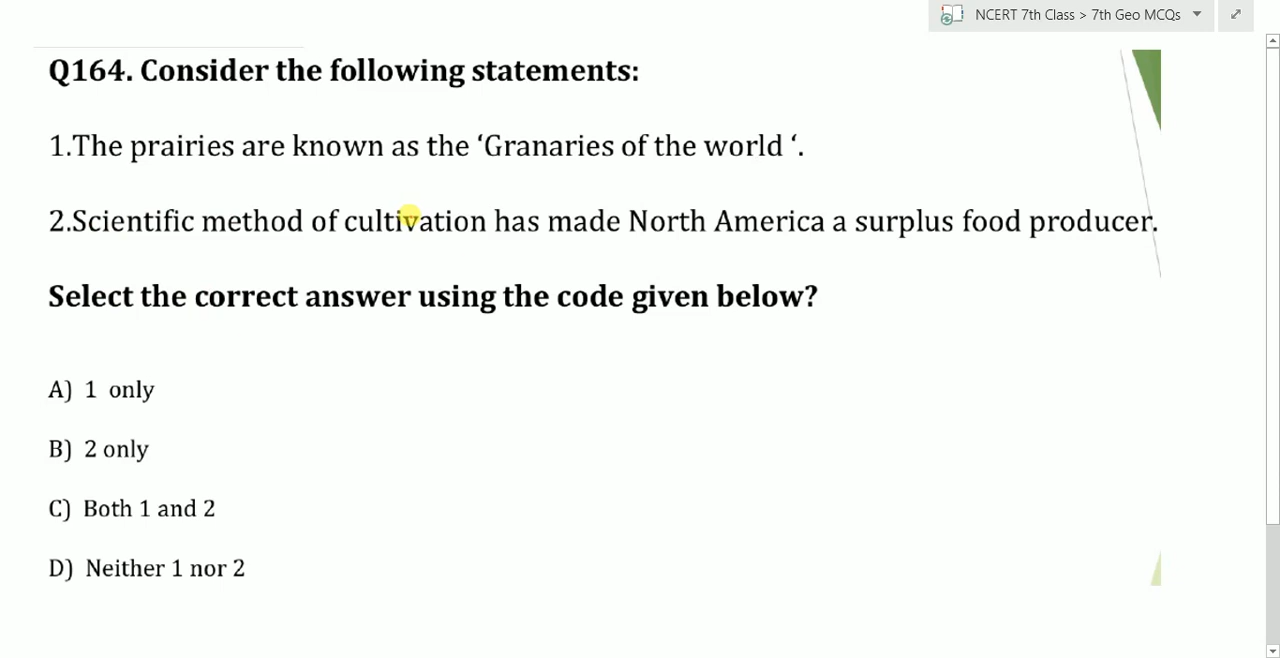 NCERT 7th Class > 7th Geo MCQs
Q164. Consider the following statements:
1.The prairies are known as the ‘Granaries of the world ‘.
2.Scientific method of cultivation has made North America a surplus food producer.
Select the correct answer using the code given below?
A) 1 only
B) 2 only
C) Both 1 and 2
D) Neither 1 nor 2